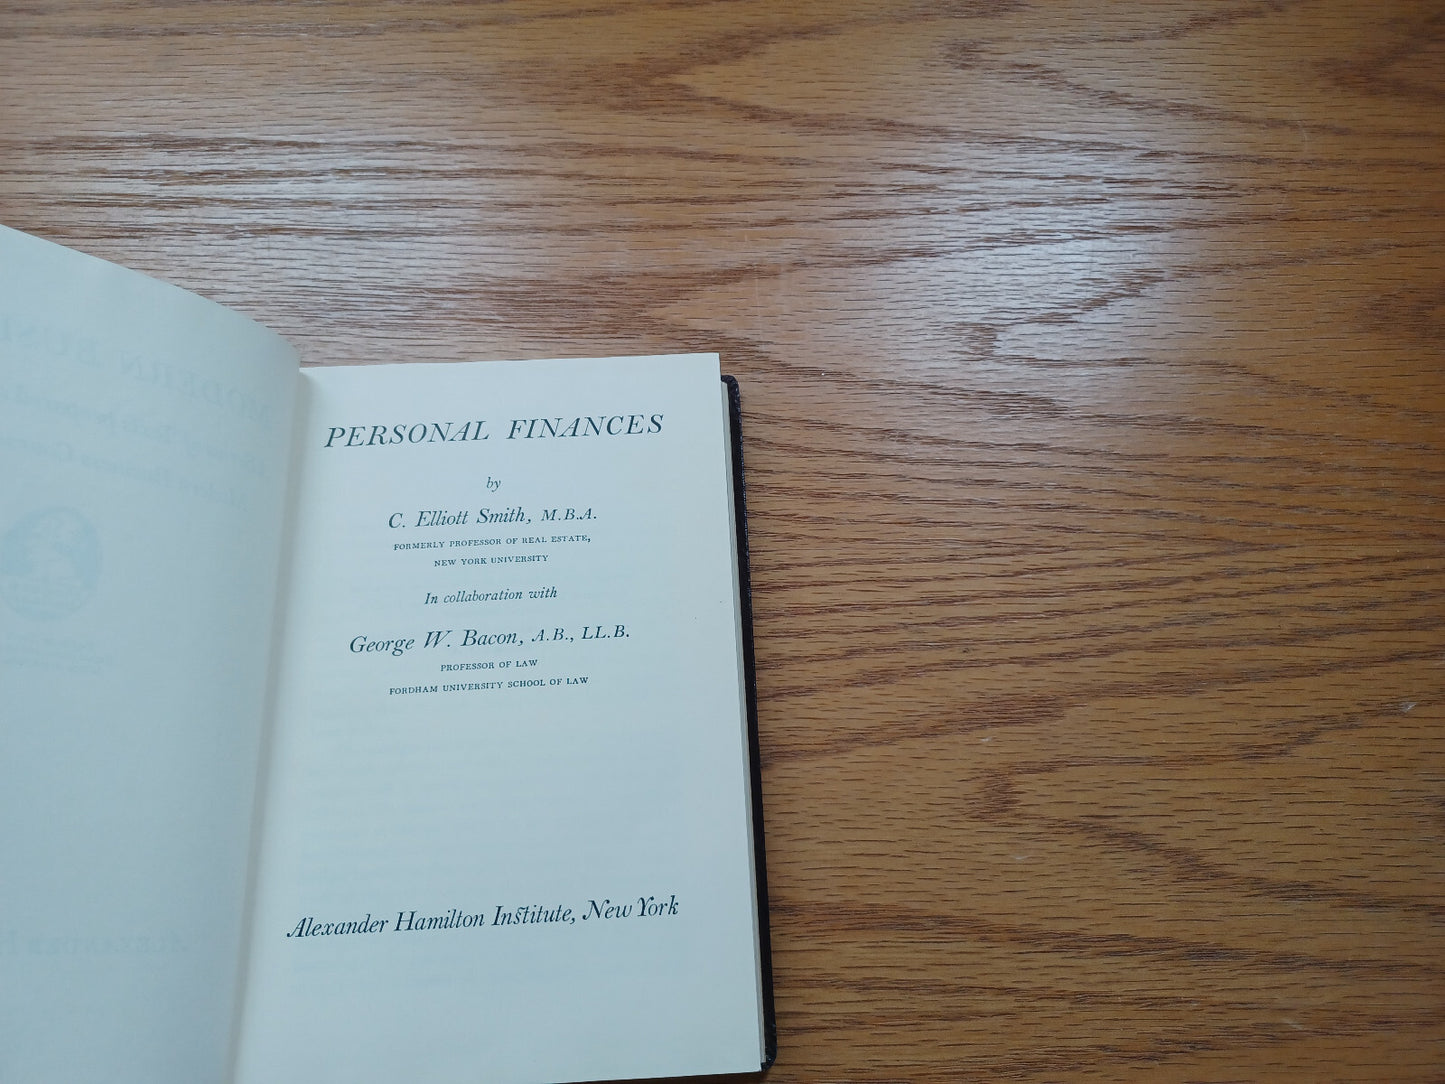 PERSONAL FINANCES
by
C. Elliott Smith, M.B.A.
FORMERLY PROFESSOR OF REAL ESTATE,
NEW YORK UNIVERSITY
In collaboration with
George W. Bacon, A.B., LL.B.
PROFESSOR OF LAW
FORDHAM UNIVERSITY SCHOOL OF LAW
Alexander Hamilton Institute, New York